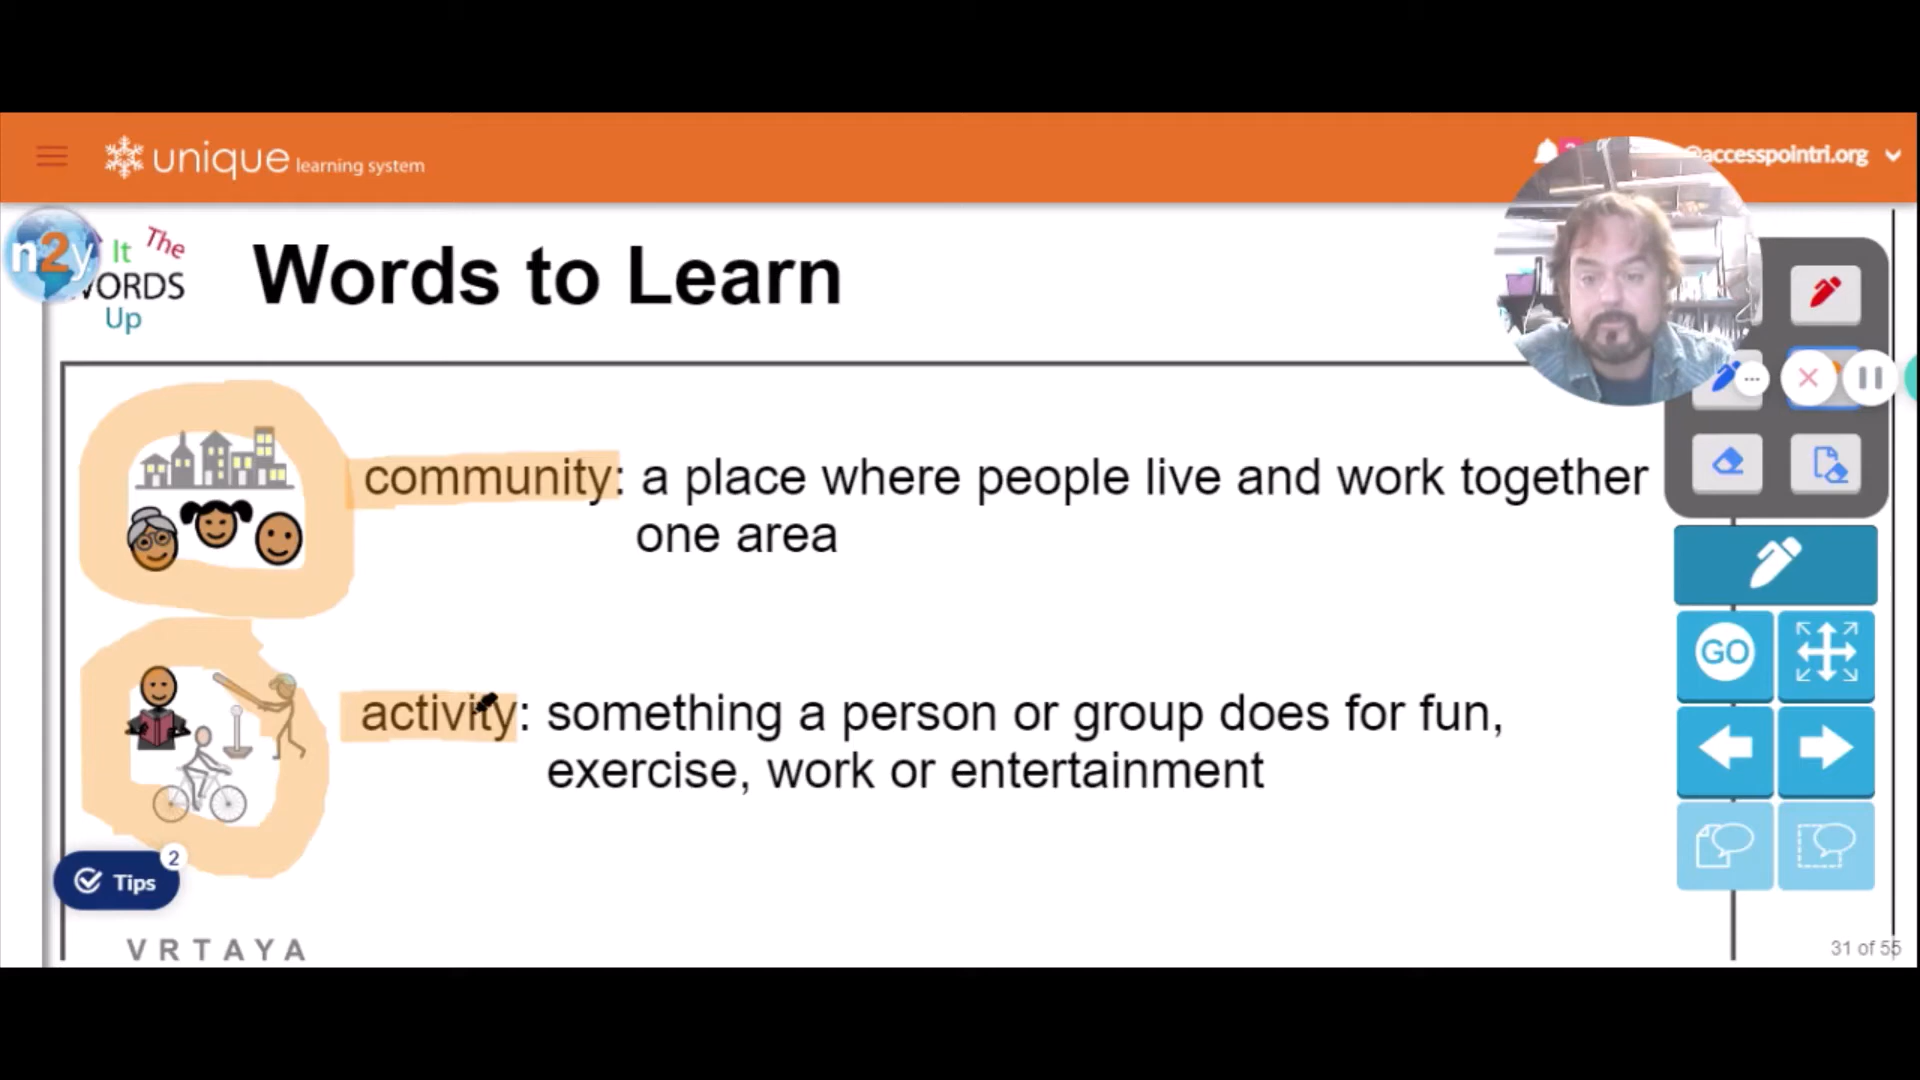 unique learning system
@accesspointri.org
n2y
It The
WORDS
Up
Words to Learn
community: a place where people live and work together
one area
activity: something a person or group does for fun,
exercise, work or entertainment
GO
Tips
2
VRTAYA
31 of 55